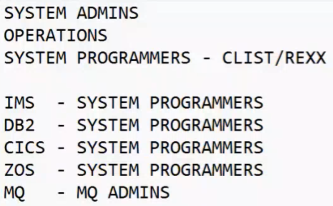 SYSTEM ADMINS
OPERATIONS
SYSTEM PROGRAMMERS - CLIST/REXX
IMS - SYSTEM PROGRAMMERS
DB2 - SYSTEM PROGRAMMERS
CICS - SYSTEM PROGRAMMERS
ZOS - SYSTEM PROGRAMMERS
MQ - MQ ADMINS